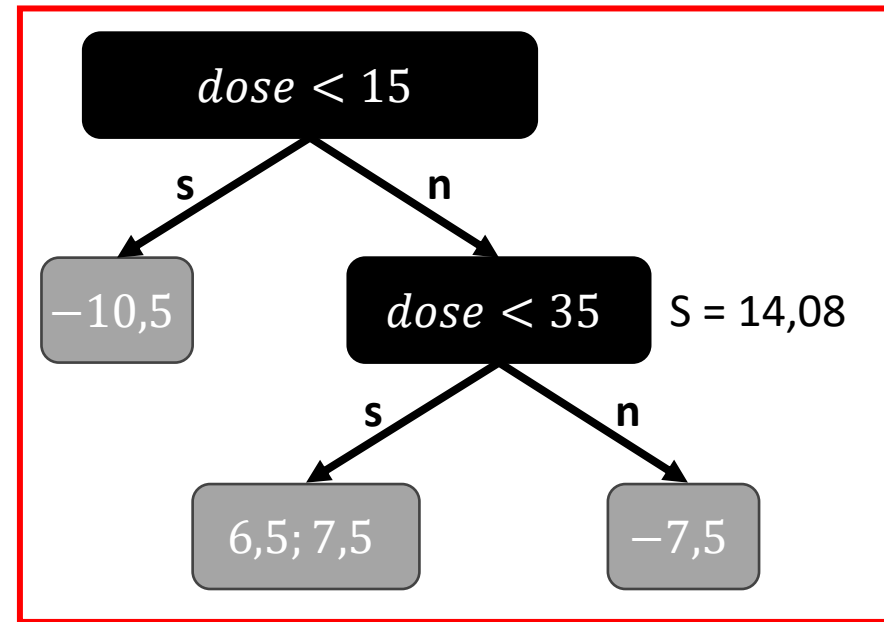 dose < 15
s
n
−10,5
dose < 35
S = 14,08
s
n
6,5; 7,5
−7,5